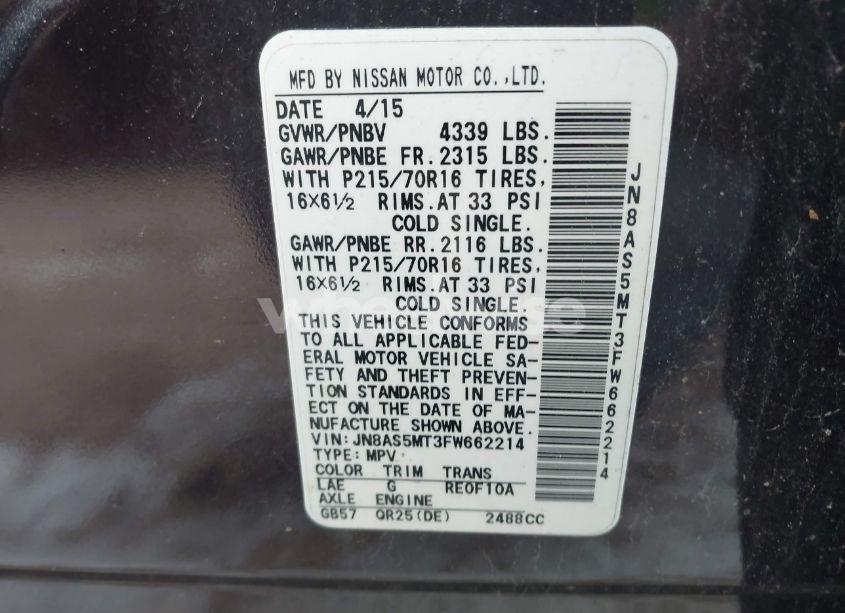 MFD BY NISSAN MOTOR CO.,LTD.
DATE 4/15
GVWR/PNBV 4339 LBS.
GAWR/PNBE FR. 2315 LBS.
WITH P215/70R16 TIRES,
16X6½ RIMS. AT 33 PSI
COLD SINGLE.
GAWR/PNBE RR. 2116 LBS.
WITH P215/70R16 TIRES,
16X6½ RIMS. AT 33 PSI
COLD SINGLE.
THIS VEHICLE CONFORMS
TO ALL APPLICABLE FED-
ERAL MOTOR VEHICLE SA-
FETY AND THEFT PREVEN-
TION STANDARDS IN EFF-
ECT ON THE DATE OF MA-
NUFACTURE SHOWN ABOVE.
VIN: JN8AS5MT3FW662214
TYPE: MPV
COLOR TRIM TRANS
LAE G RE0F10A
AXLE ENGINE
GB57 QR25(DE) 2488CC
JN8AS5MT3FW662214